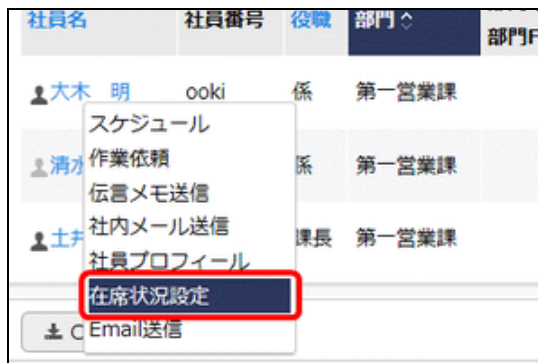 社員名 社員番号 役職 部門
部門F
大木 明 ooki 係 第一営業課
スケジュール
作業依頼
清水 係 第一営業課
伝言メモ送信
社内メール送信
土井 課長 第一営業課
社員プロフィール
在席状況設定
C Email送信